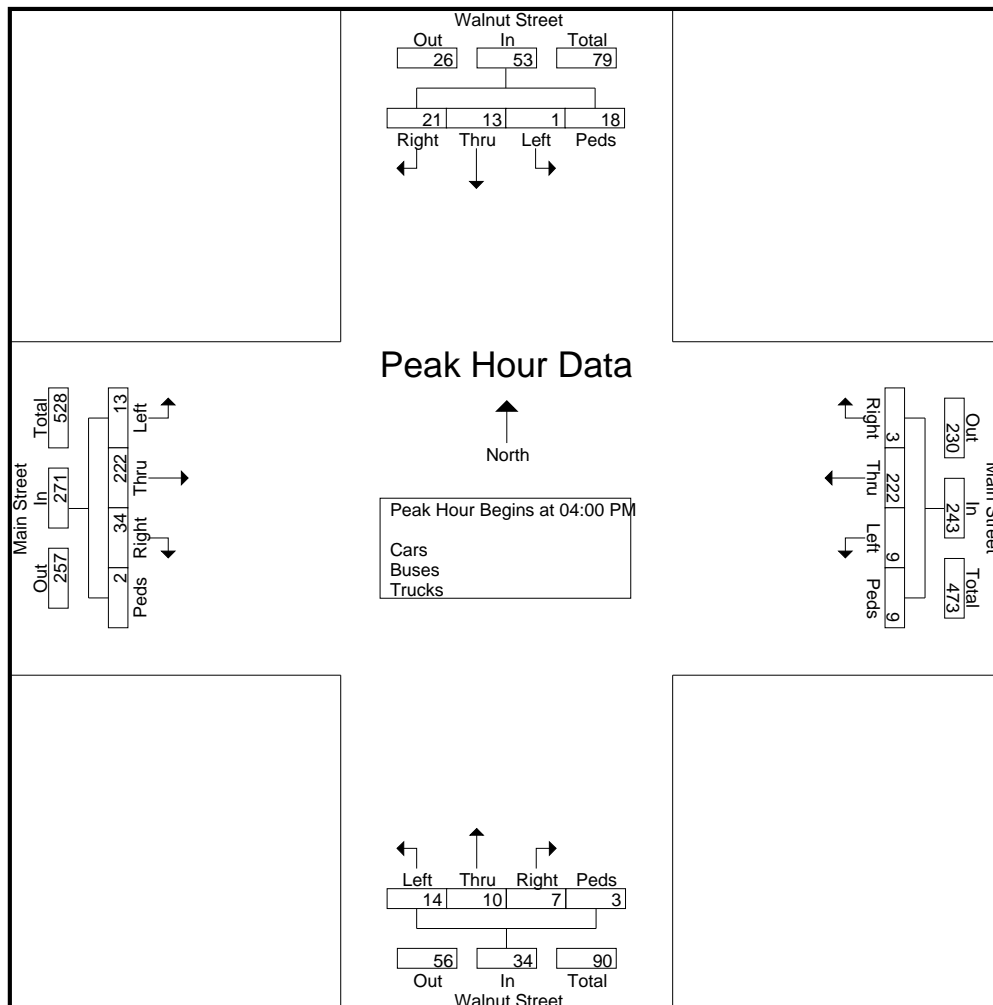 Walnut Street
Out In Total
26 53 79
21 13 1 18
Right Thru Left Peds
Peak Hour Data
North
Peak Hour Begins at 04:00 PM
Cars
Buses
Trucks
Main Street
Out In Total
257 271 528
13 222 34 2
Left Thru Right Peds
Right Thru Left Peds
3 222 9 9
Out In Total
230 243 473
Main Street
Left Thru Right Peds
14 10 7 3
56 34 90
Out In Total
Walnut Street